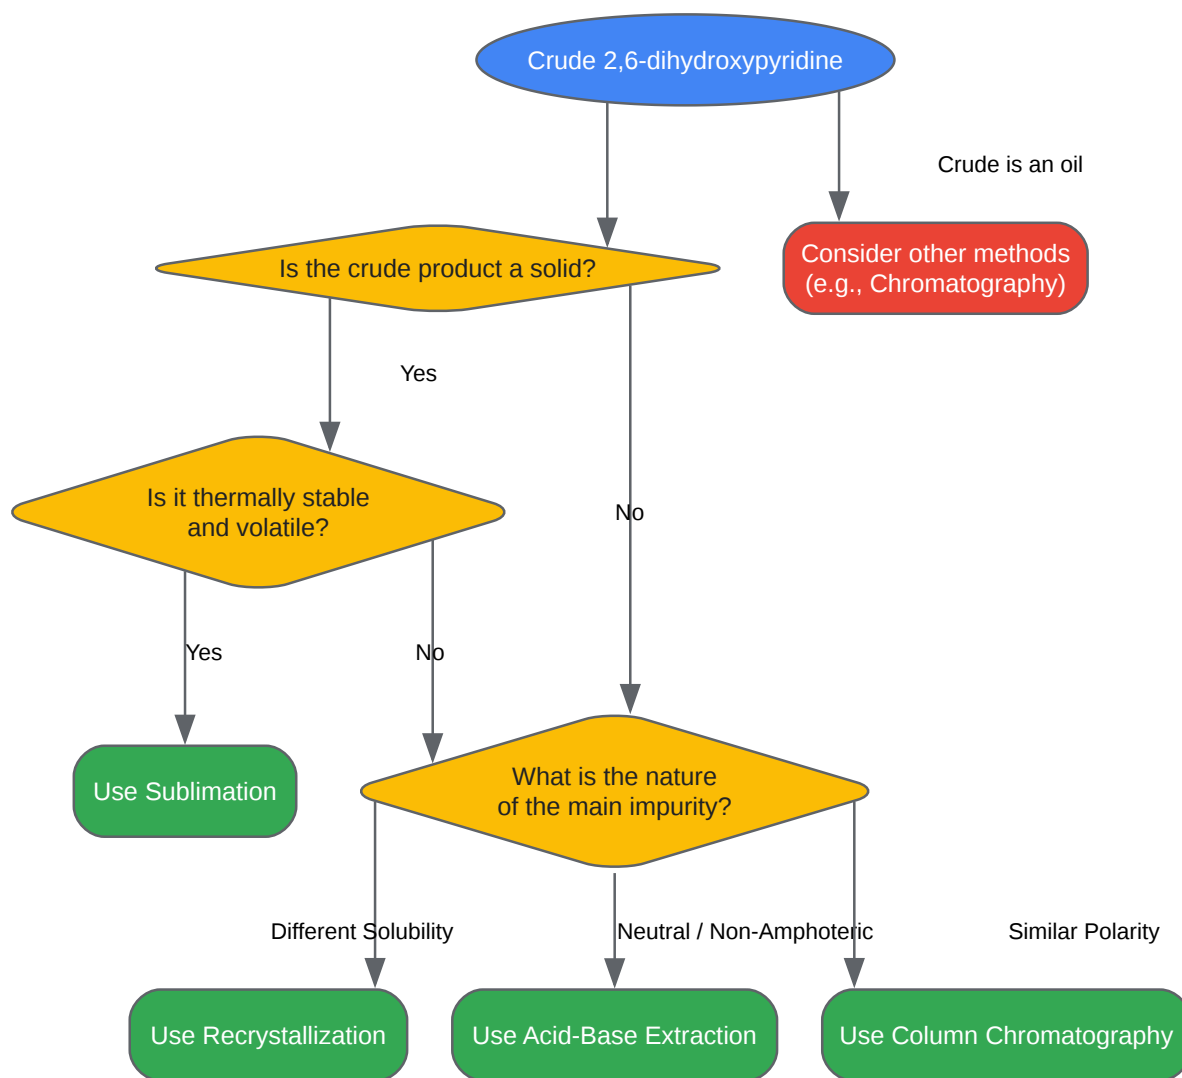 Crude 2,6-dihydroxypyridine
Crude is an oil
Consider other methods
(e.g., Chromatography)
Is the crude product a solid?
Yes
No
Is it thermally stable
and volatile?
Yes
No
Use Sublimation
What is the nature
of the main impurity?
Different Solubility
Neutral / Non-Amphoteric
Similar Polarity
Use Recrystallization
Use Acid-Base Extraction
Use Column Chromatography